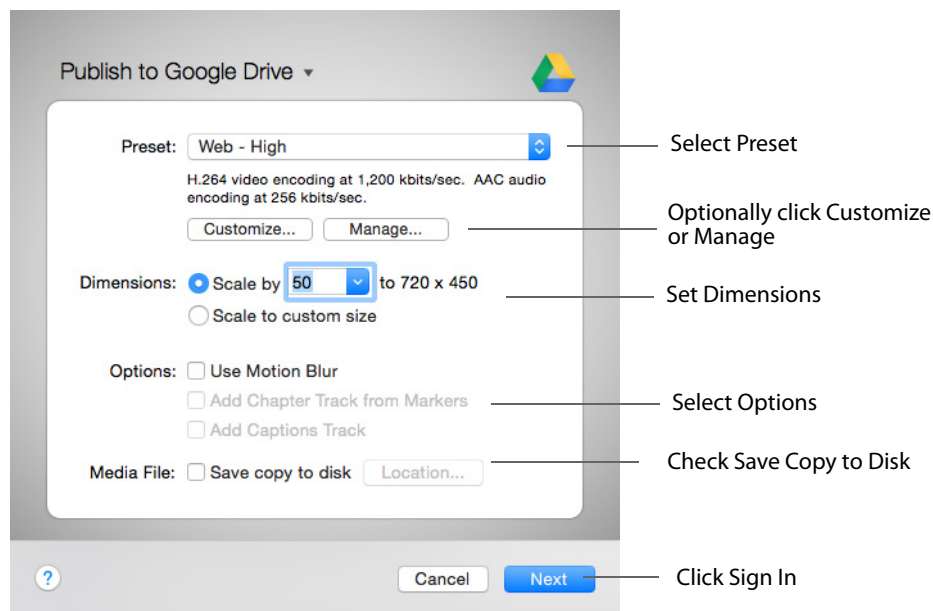 Publish to Google Drive
Preset: Web - High
Select Preset
H.264 video encoding at 1,200 kbits/sec. AAC audio
encoding at 256 kbits/sec.
Customize... Manage...
Optionally click Customize
or Manage
Dimensions: Scale by 50 to 720 x 450
Set Dimensions
Scale to custom size
Options: Use Motion Blur
Add Chapter Track from Markers
Select Options
Add Captions Track
Media File: Save copy to disk Location...
Check Save Copy to Disk
? Cancel Next
Click Sign In